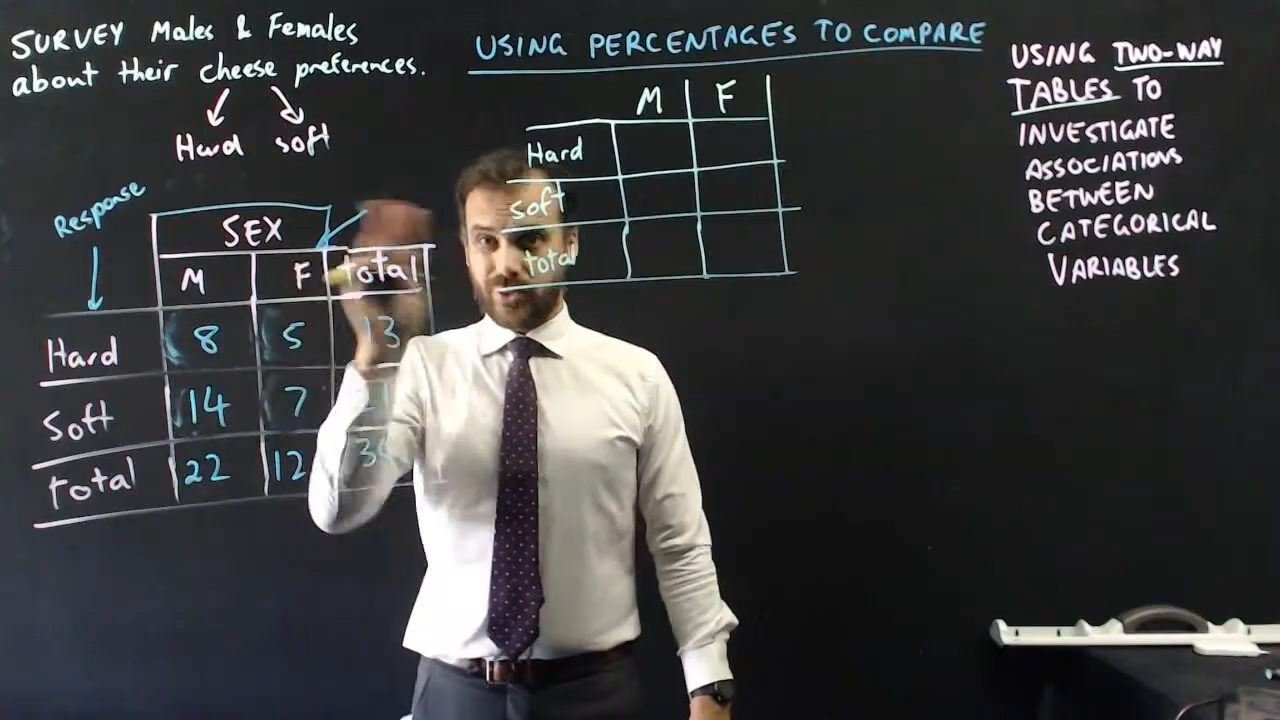 SURVEY Males & Females
about their cheese preferences.
Hard soft
Response
SEX
M F total
Hard 8 5 13
Soft 14 7
total 22 12
USING PERCENTAGES TO COMPARE
M F
Hard
soft
total
USING TWO-WAY
TABLES TO
INVESTIGATE
ASSOCIATIONS
BETWEEN
CATEGORICAL
VARIABLES